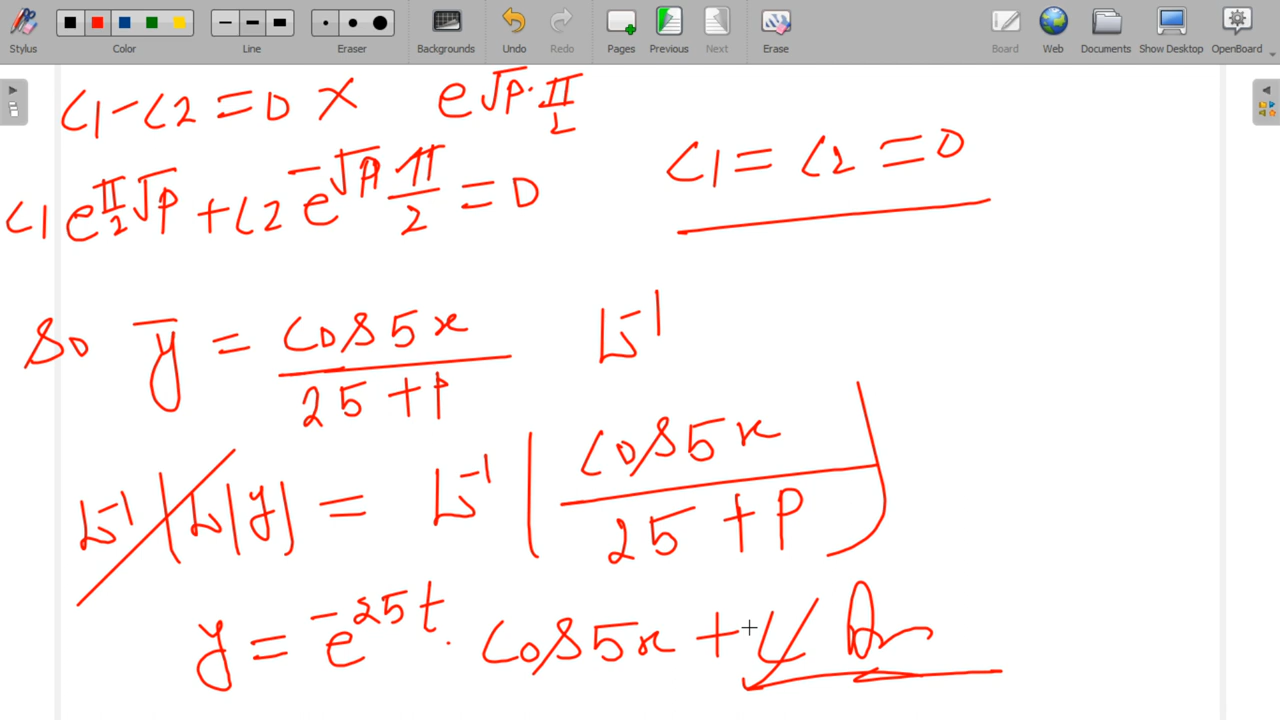 Stylus Color Line Eraser Backgrounds Undo Redo Pages Previous Next Erase Board Web Documents Show Desktop OpenBoard
C1-C2=0 × e√p·π/2
C1 e^(π/2 √p) + C2 e^(-√p π/2) = 0
C1 = C2 = 0
So ȳ = cos5x / 25+P L^-1
L^-1(L(y)) = L^-1(cos5x / 25+P)
y = e^(-25t) · cos5x + 4 Ans